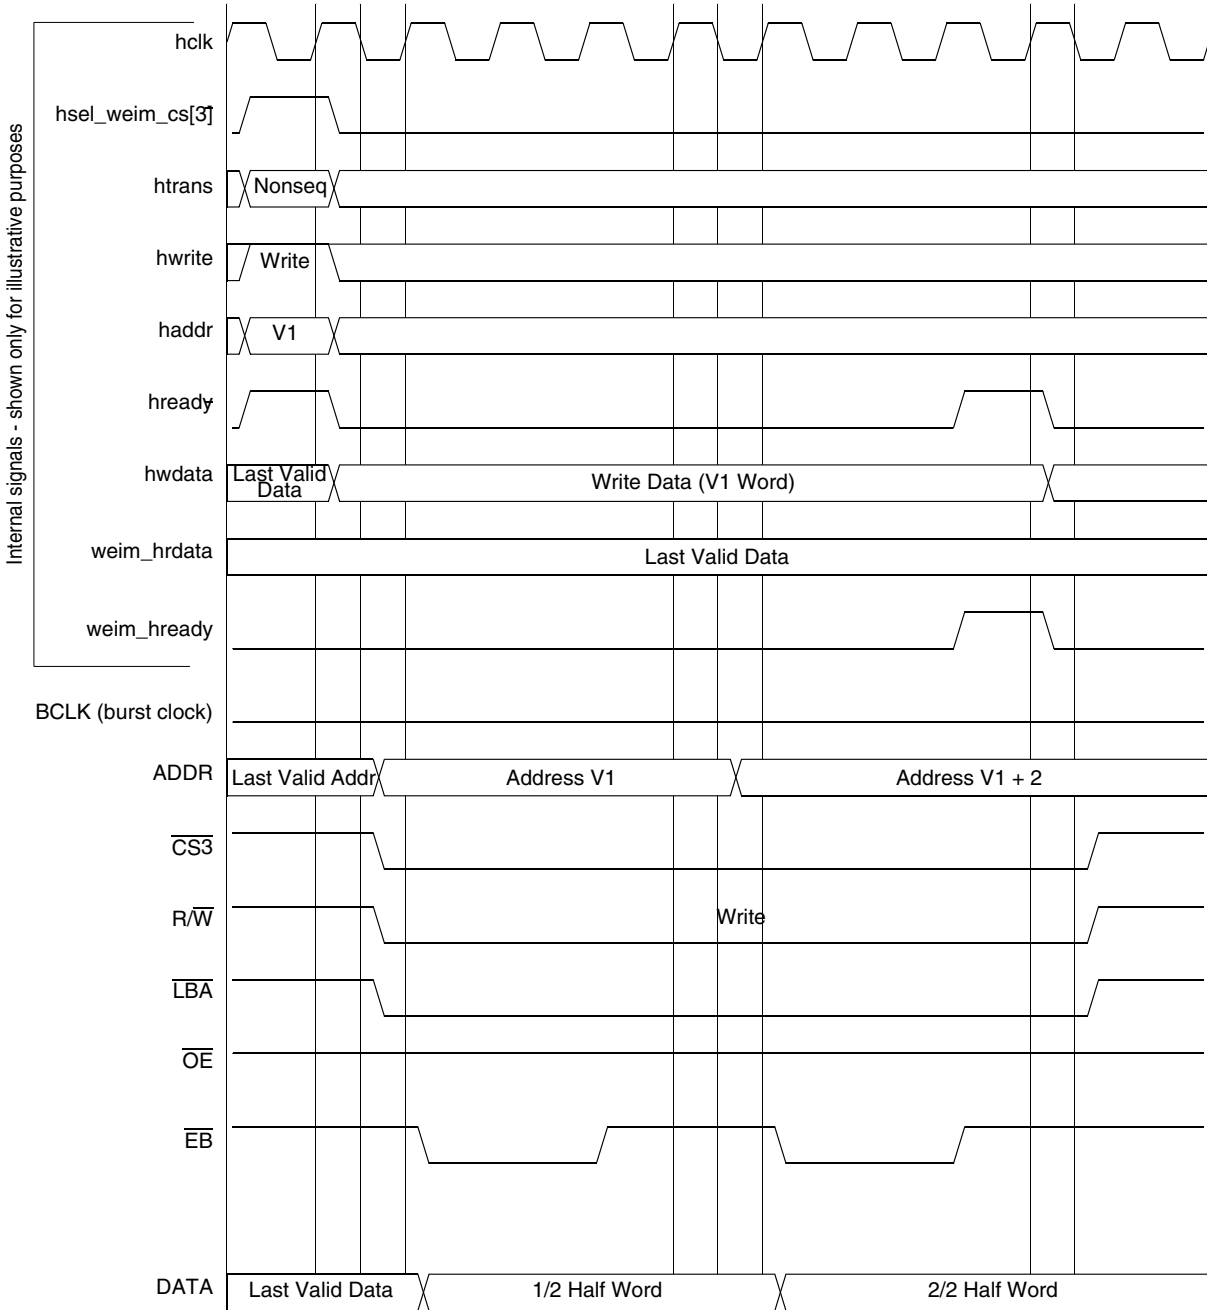 Internal signals - shown only for illustrative purposes
hclk
hsel_weim_cs[3]
htrans
Nonseq
hwrite
Write
haddr
V1
hready
hwdata
Last Valid
Data
Write Data (V1 Word)
weim_hrdata
Last Valid Data
weim_hready
BCLK (burst clock)
ADDR
Last Valid Addr
Address V1
Address V1 + 2
CS3
R/W
Write
LBA
OE
EB
DATA
Last Valid Data
1/2 Half Word
2/2 Half Word